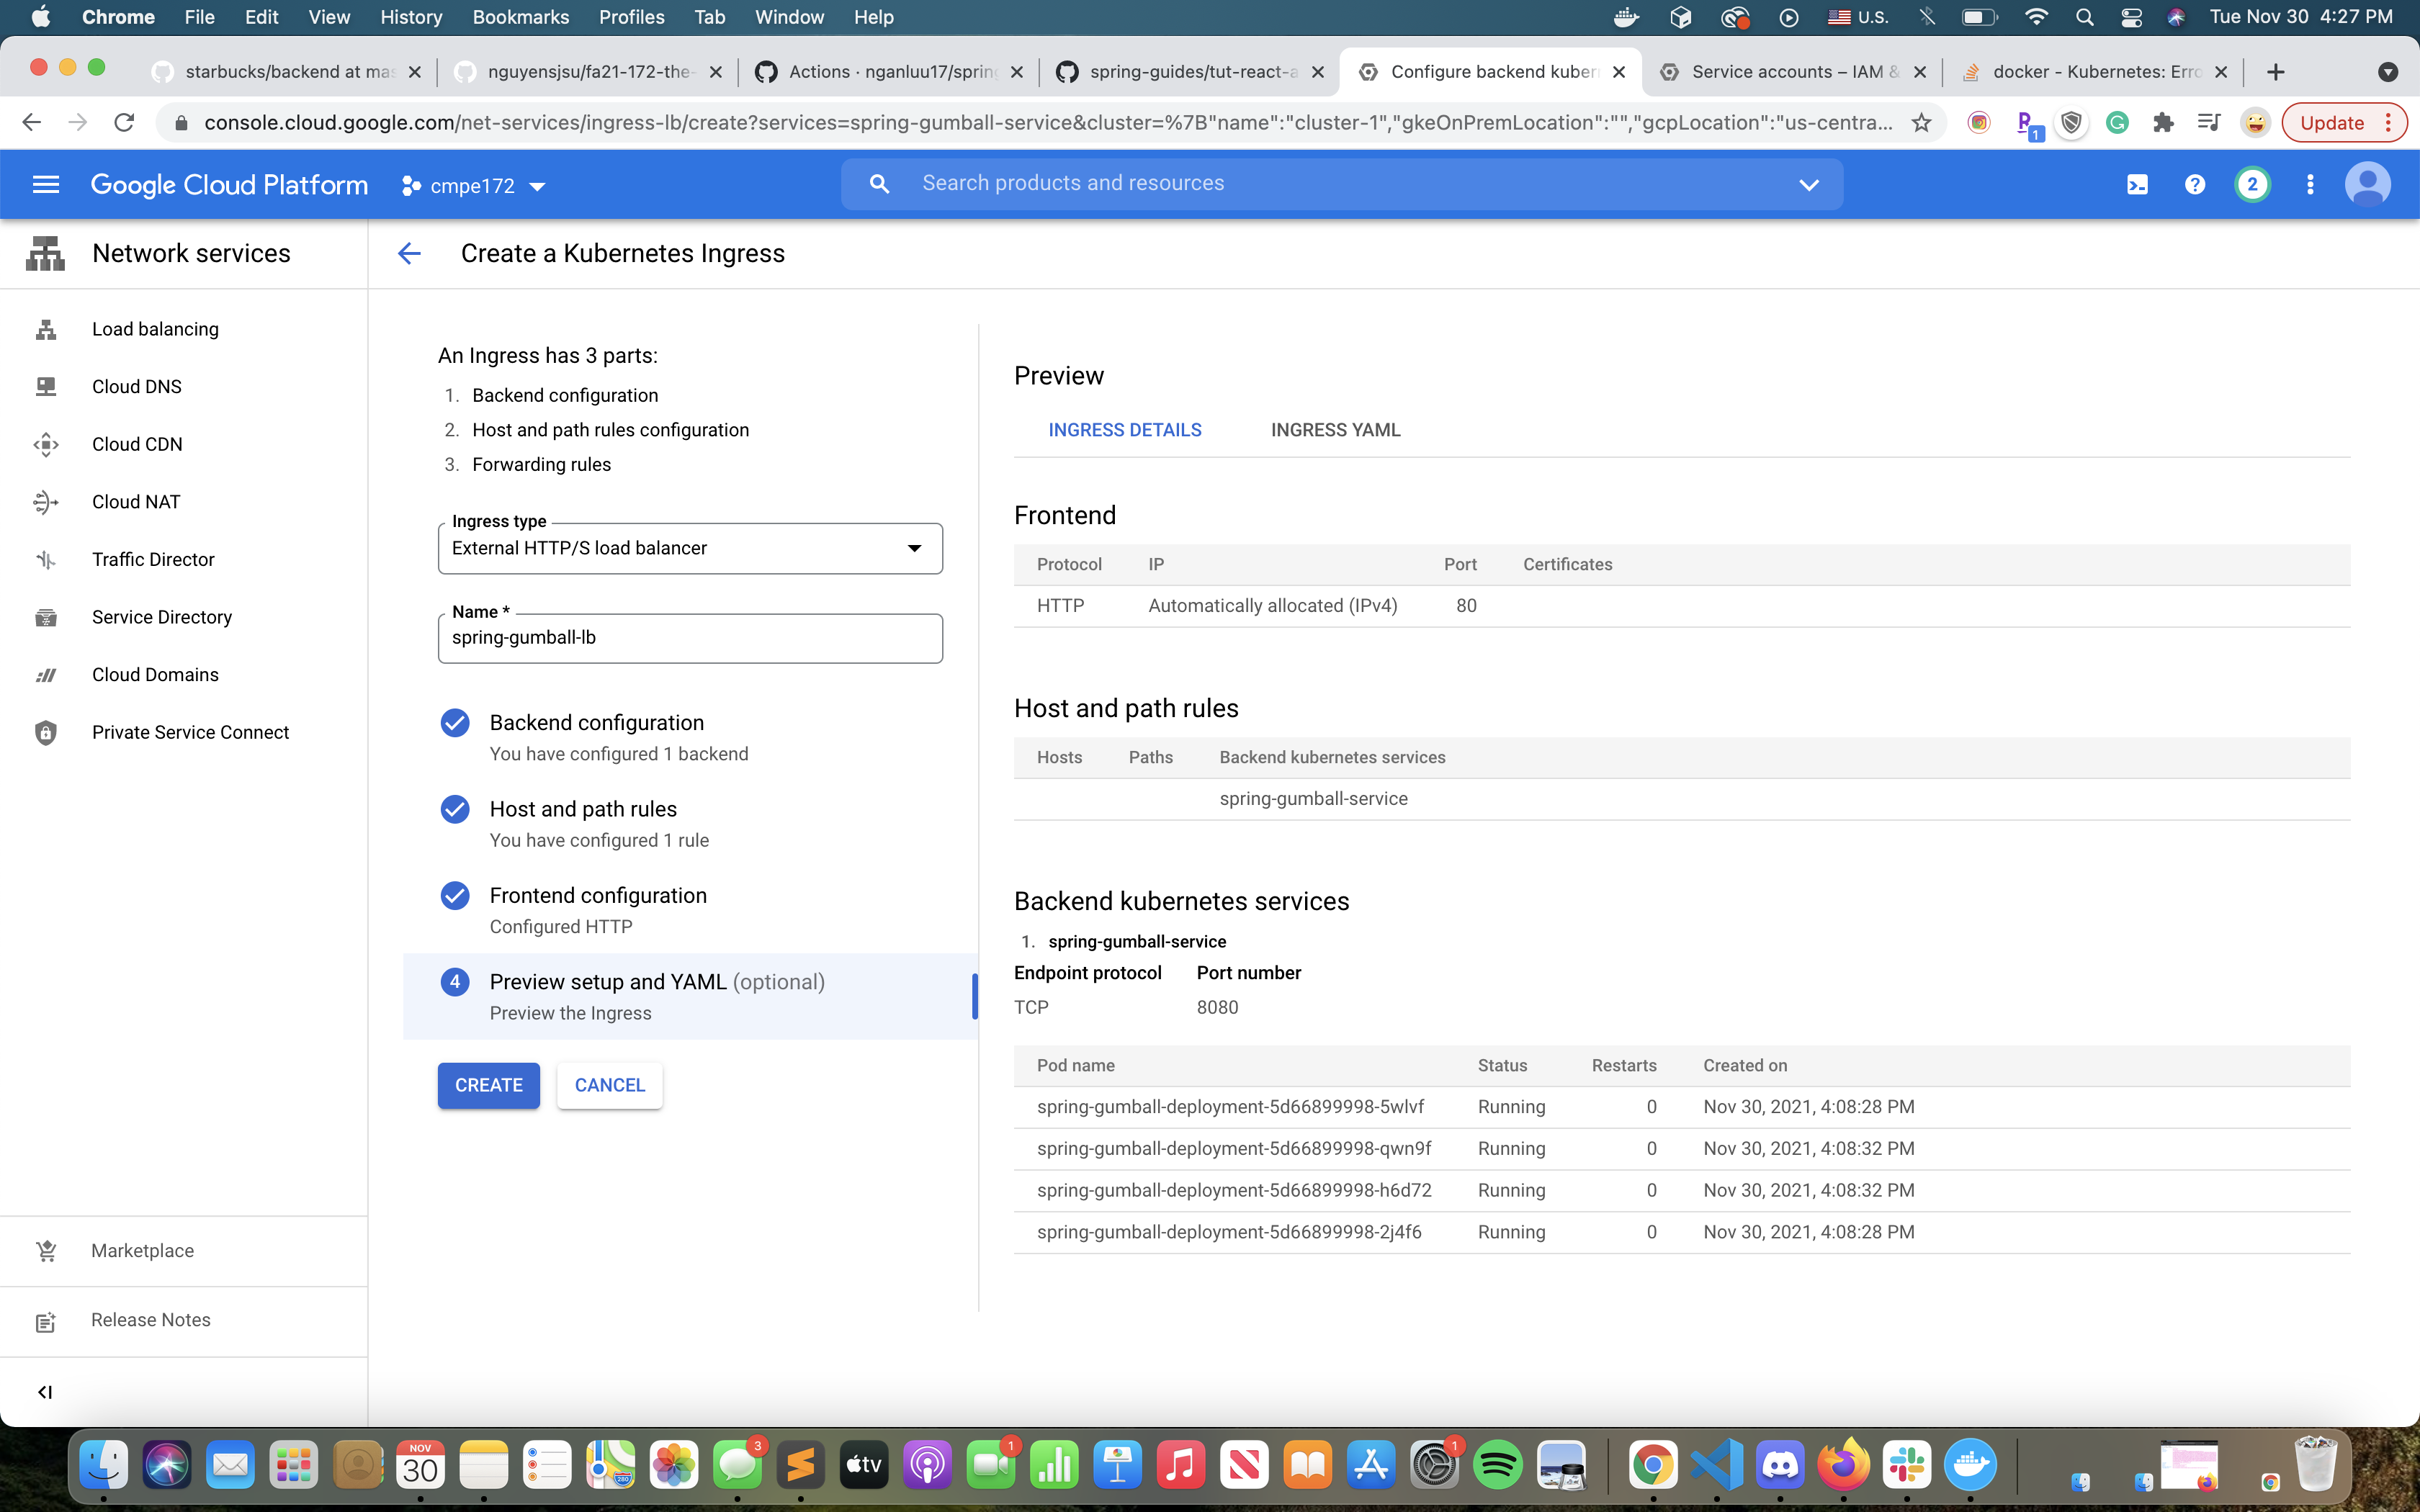 Chrome File Edit View History Bookmarks Profiles Tab Window Help U.S. Tue Nov 30 4:27 PM
starbucks/backend at mas nguyensjsu/fa21-172-the- Actions · nganluu17/spring spring-guides/tut-react-a Configure backend kubern Service accounts – IAM & docker - Kubernetes: Erro
console.cloud.google.com/net-services/ingress-lb/create?services=spring-gumball-service&cluster=%7B"name":"cluster-1","gkeOnPremLocation":"","gcpLocation":"us-centra... 1 Update
Google Cloud Platform cmpe172 Search products and resources 2
Network services
Load balancing
Cloud DNS
Cloud CDN
Cloud NAT
Traffic Director
Service Directory
Cloud Domains
Private Service Connect
Marketplace
Release Notes
Create a Kubernetes Ingress
An Ingress has 3 parts:
1. Backend configuration
2. Host and path rules configuration
3. Forwarding rules
Ingress type
External HTTP/S load balancer
Name *
spring-gumball-lb
Backend configuration
You have configured 1 backend
Host and path rules
You have configured 1 rule
Frontend configuration
Configured HTTP
4 Preview setup and YAML (optional)
Preview the Ingress
CREATE CANCEL
Preview
INGRESS DETAILS INGRESS YAML
Frontend
Protocol IP Port Certificates
HTTP Automatically allocated (IPv4) 80
Host and path rules
Hosts Paths Backend kubernetes services
spring-gumball-service
Backend kubernetes services
1. spring-gumball-service
Endpoint protocol Port number
TCP 8080
Pod name Status Restarts Created on
spring-gumball-deployment-5d66899998-5wlvf Running 0 Nov 30, 2021, 4:08:28 PM
spring-gumball-deployment-5d66899998-qwn9f Running 0 Nov 30, 2021, 4:08:32 PM
spring-gumball-deployment-5d66899998-h6d72 Running 0 Nov 30, 2021, 4:08:32 PM
spring-gumball-deployment-5d66899998-2j4f6 Running 0 Nov 30, 2021, 4:08:28 PM
NOV 3 1 1
30 tv 280